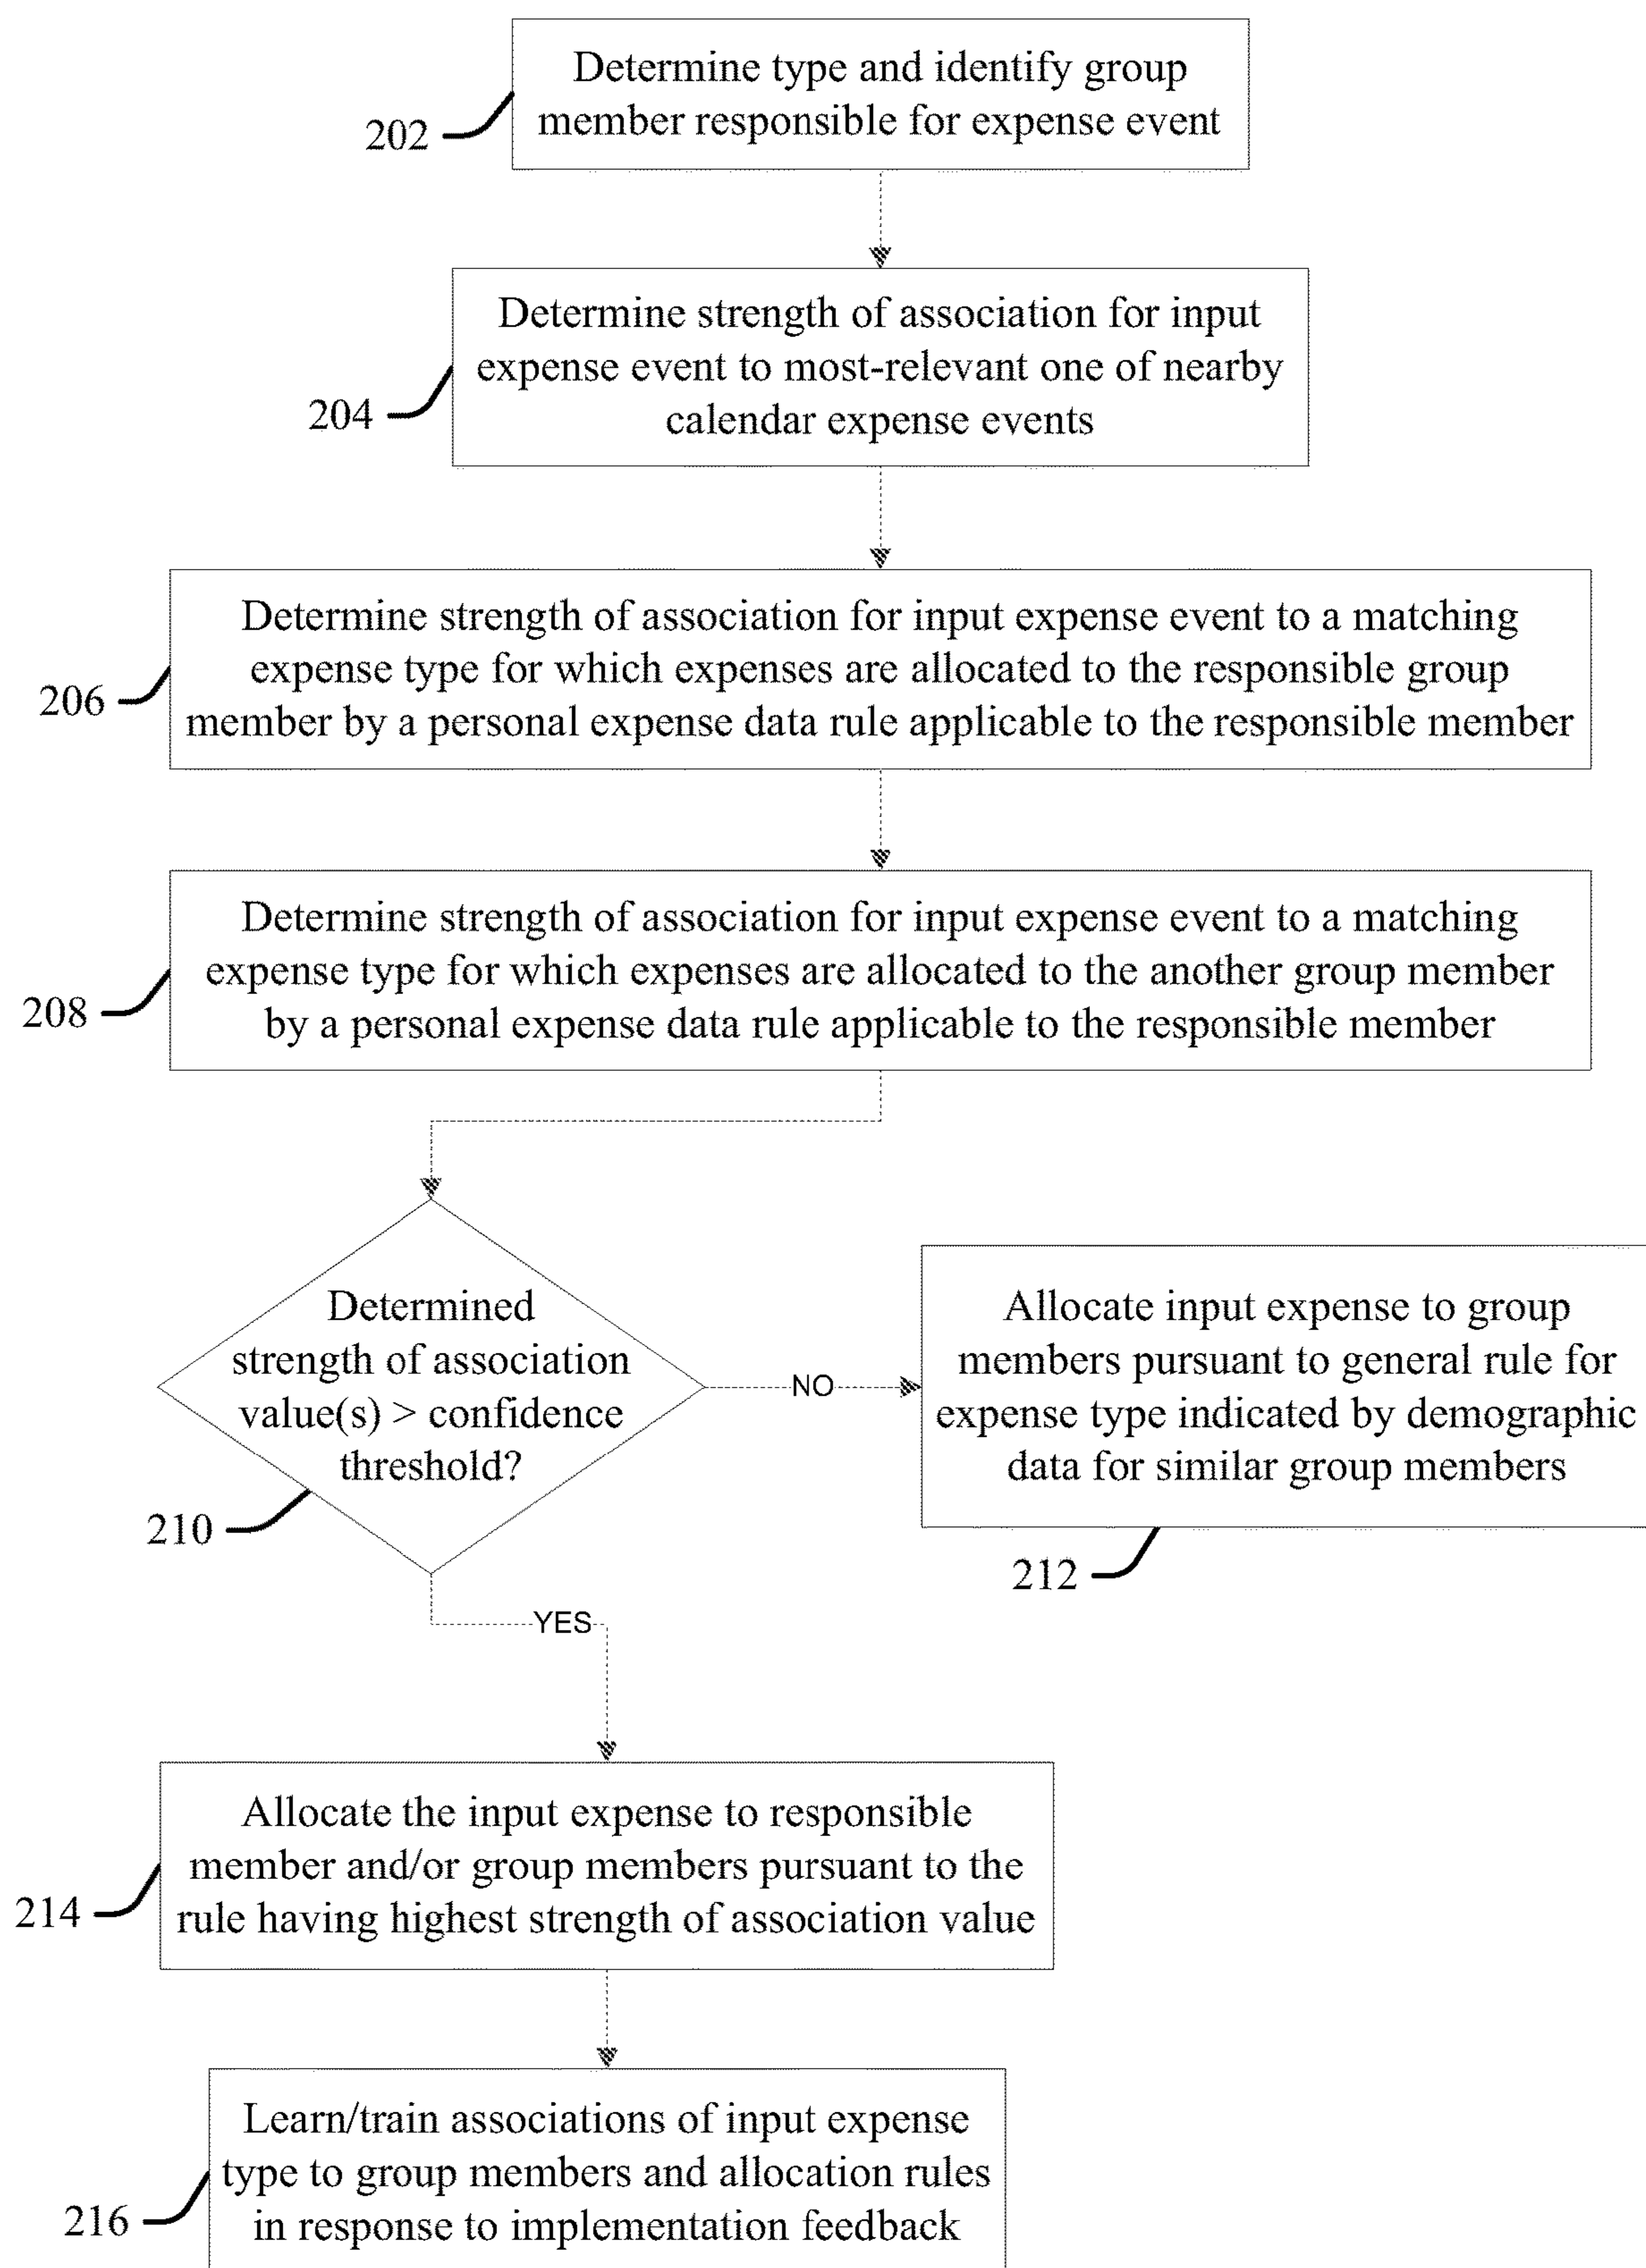 Determine type and identify group
member responsible for expense event
202
Determine strength of association for input
expense event to most-relevant one of nearby
calendar expense events
204
Determine strength of association for input expense event to a matching
expense type for which expenses are allocated to the responsible group
member by a personal expense data rule applicable to the responsible member
206
Determine strength of association for input expense event to a matching
expense type for which expenses are allocated to the another group member
by a personal expense data rule applicable to the responsible member
208
Determined
strength of association
value(s) > confidence
threshold?
210
NO
Allocate input expense to group
members pursuant to general rule for
expense type indicated by demographic
data for similar group members
212
YES
Allocate the input expense to responsible
member and/or group members pursuant to the
rule having highest strength of association value
214
Learn/train associations of input expense
type to group members and allocation rules
in response to implementation feedback
216